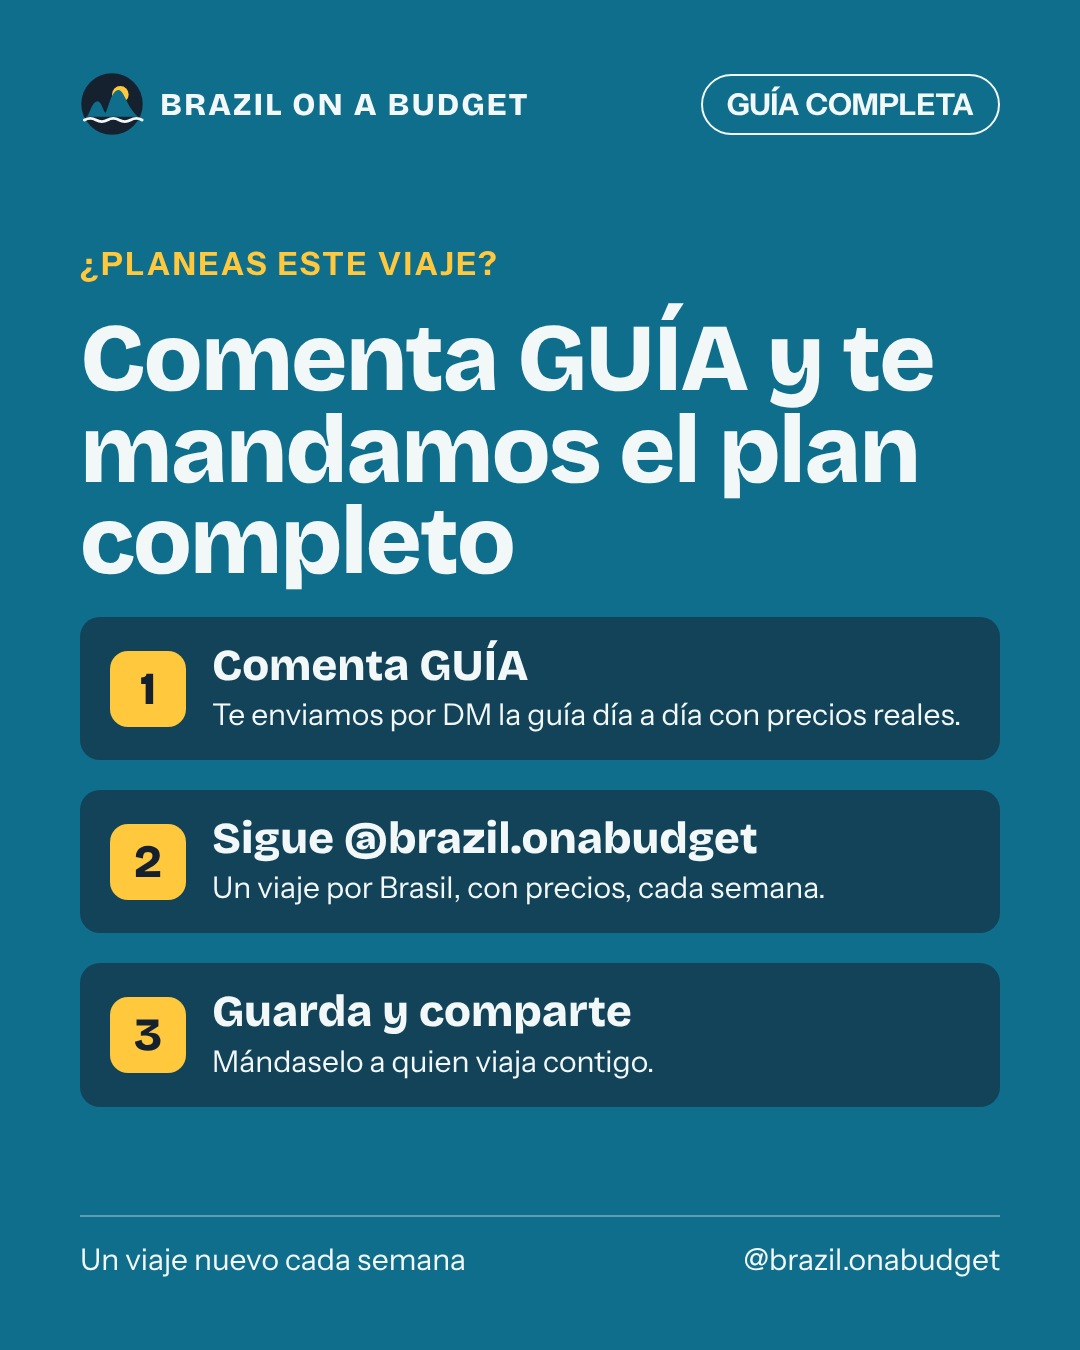 BRAZIL ON A BUDGET
GUÍA COMPLETA
¿PLANEAS ESTE VIAJE?
Comenta GUÍA y te
mandamos el plan
completo
1
Comenta GUÍA
Te enviamos por DM la guía día a día con precios reales.
2
Sigue @brazil.onabudget
Un viaje por Brasil, con precios, cada semana.
3
Guarda y comparte
Mándaselo a quien viaja contigo.
Un viaje nuevo cada semana
@brazil.onabudget